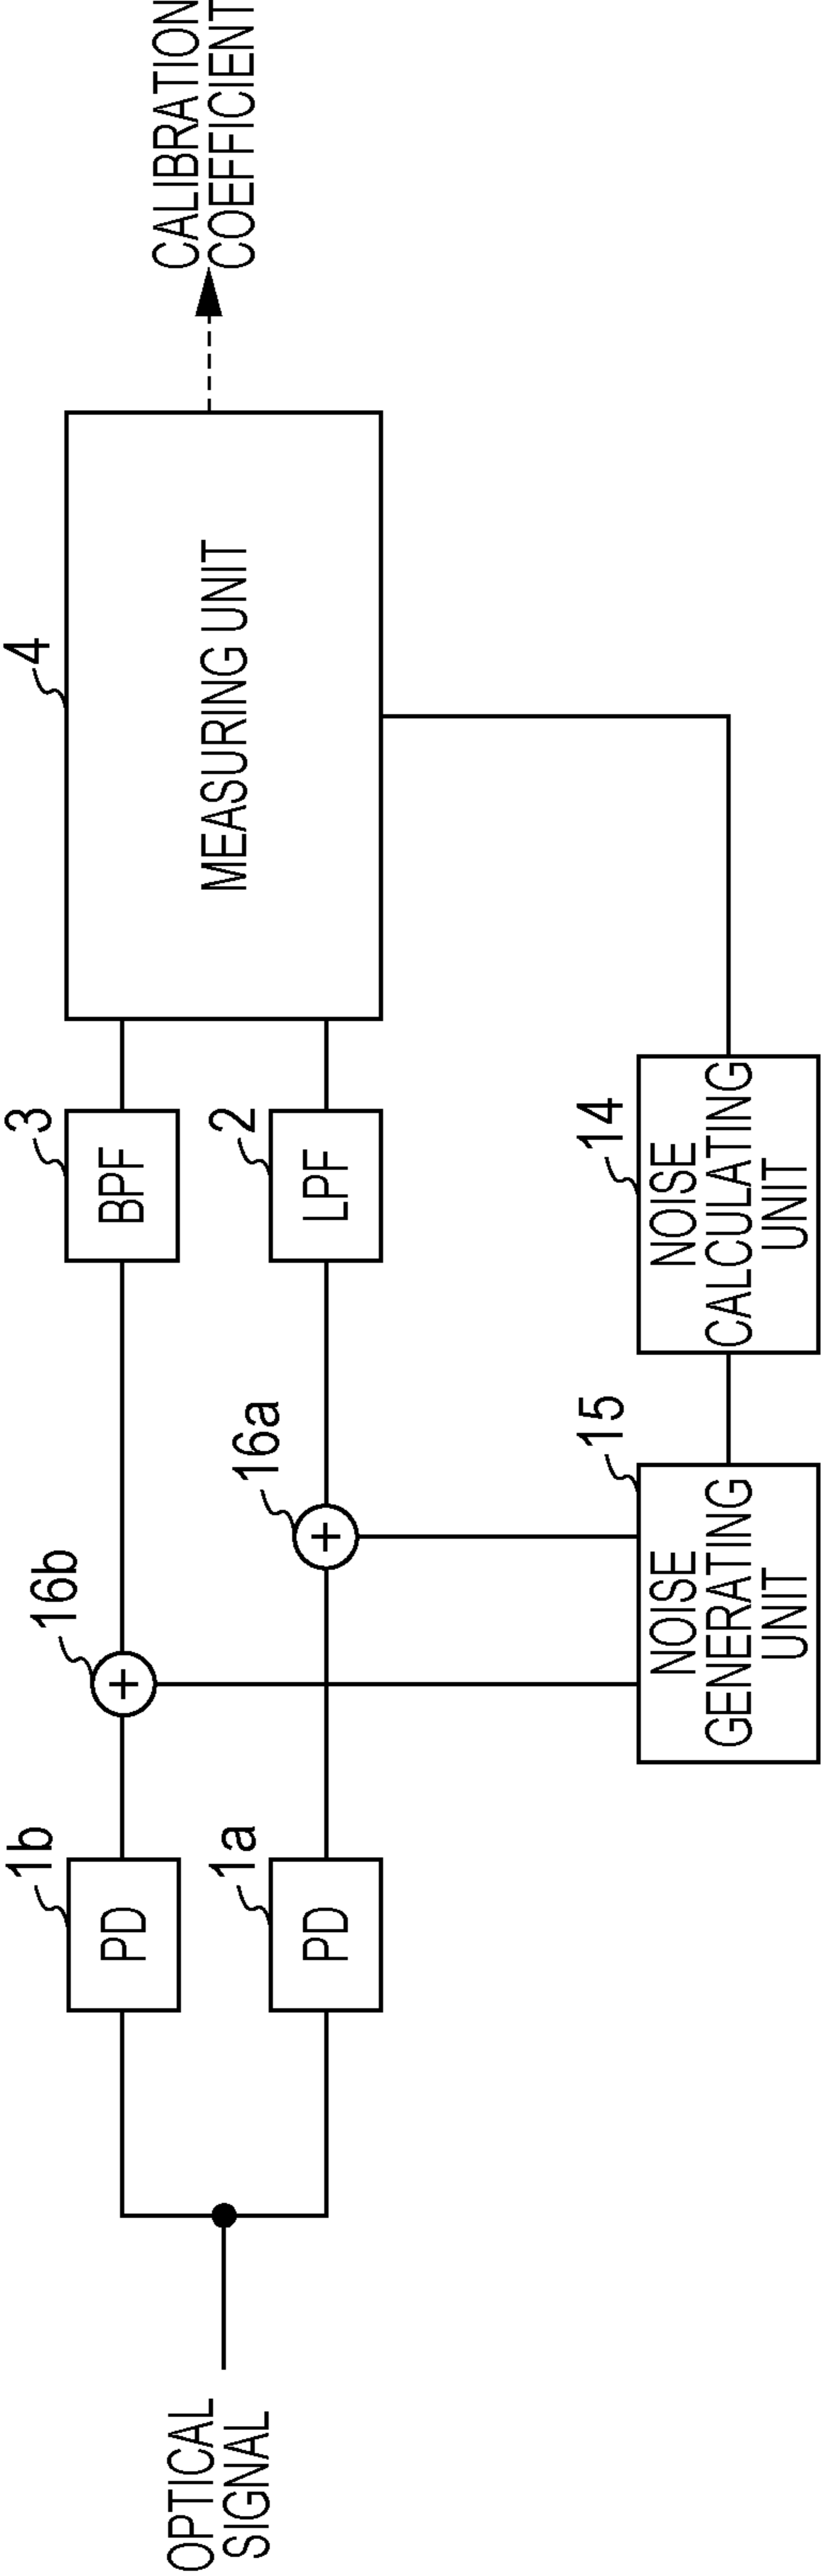 OPTICAL
SIGNAL
1b
PD
1a
PD
16b
+
16a
+
3
BPF
2
LPF
4
MEASURING UNIT
CALIBRATION
COEFFICIENT
15
NOISE
GENERATING
UNIT
14
NOISE
CALCULATING
UNIT